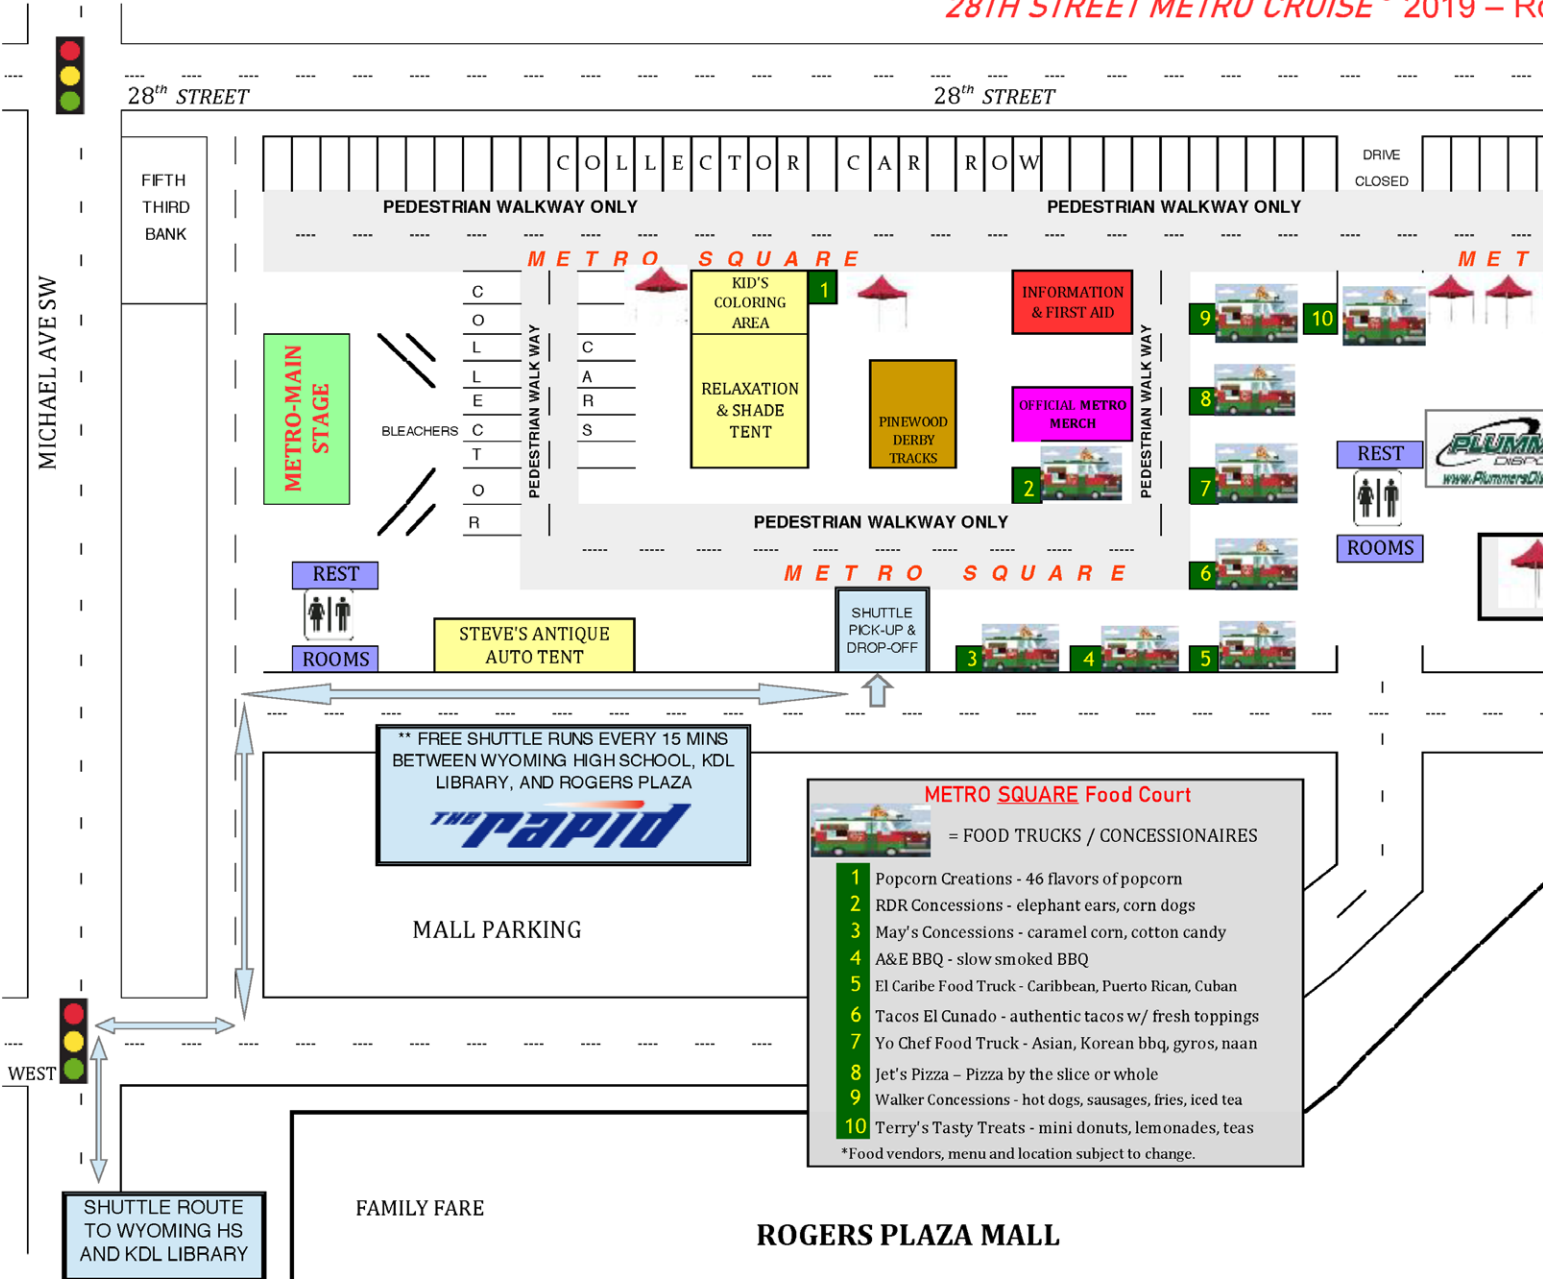 28TH STREET METRO CRUISE - 2019 –
28th STREET
28th STREET
COLLECTOR CAR ROW
DRIVE
CLOSED
FIFTH
THIRD
BANK
PEDESTRIAN WALKWAY ONLY
PEDESTRIAN WALKWAY ONLY
METRO SQUARE
MET
MICHAEL AVE SW
METRO-MAIN
STAGE
BLEACHERS
COLLECTOR
CARS
PEDESTRIAN WALK WAY
KID'S
COLORING
AREA
1
RELAXATION
& SHADE
TENT
PINEWOOD
DERBY
TRACKS
INFORMATION
& FIRST AID
OFFICIAL METRO
MERCH
2
PEDESTRIAN WALK WAY
9
10
8
7
6
REST
ROOMS
PLUMM
DISPO
www.PlummersDis
PEDESTRIAN WALKWAY ONLY
METRO SQUARE
REST
ROOMS
STEVE'S ANTIQUE
AUTO TENT
SHUTTLE
PICK-UP &
DROP-OFF
3
4
5
** FREE SHUTTLE RUNS EVERY 15 MINS
BETWEEN WYOMING HIGH SCHOOL, KDL
LIBRARY, AND ROGERS PLAZA
THE rapid
MALL PARKING
METRO SQUARE Food Court
= FOOD TRUCKS / CONCESSIONAIRES
1 Popcorn Creations - 46 flavors of popcorn
2 RDR Concessions - elephant ears, corn dogs
3 May's Concessions - caramel corn, cotton candy
4 A&E BBQ - slow smoked BBQ
5 El Caribe Food Truck - Caribbean, Puerto Rican, Cuban
6 Tacos El Cunado - authentic tacos w/ fresh toppings
7 Yo Chef Food Truck - Asian, Korean bbq, gyros, naan
8 Jet's Pizza – Pizza by the slice or whole
9 Walker Concessions - hot dogs, sausages, fries, iced tea
10 Terry's Tasty Treats - mini donuts, lemonades, teas
*Food vendors, menu and location subject to change.
WEST
SHUTTLE ROUTE
TO WYOMING HS
AND KDL LIBRARY
FAMILY FARE
ROGERS PLAZA MALL